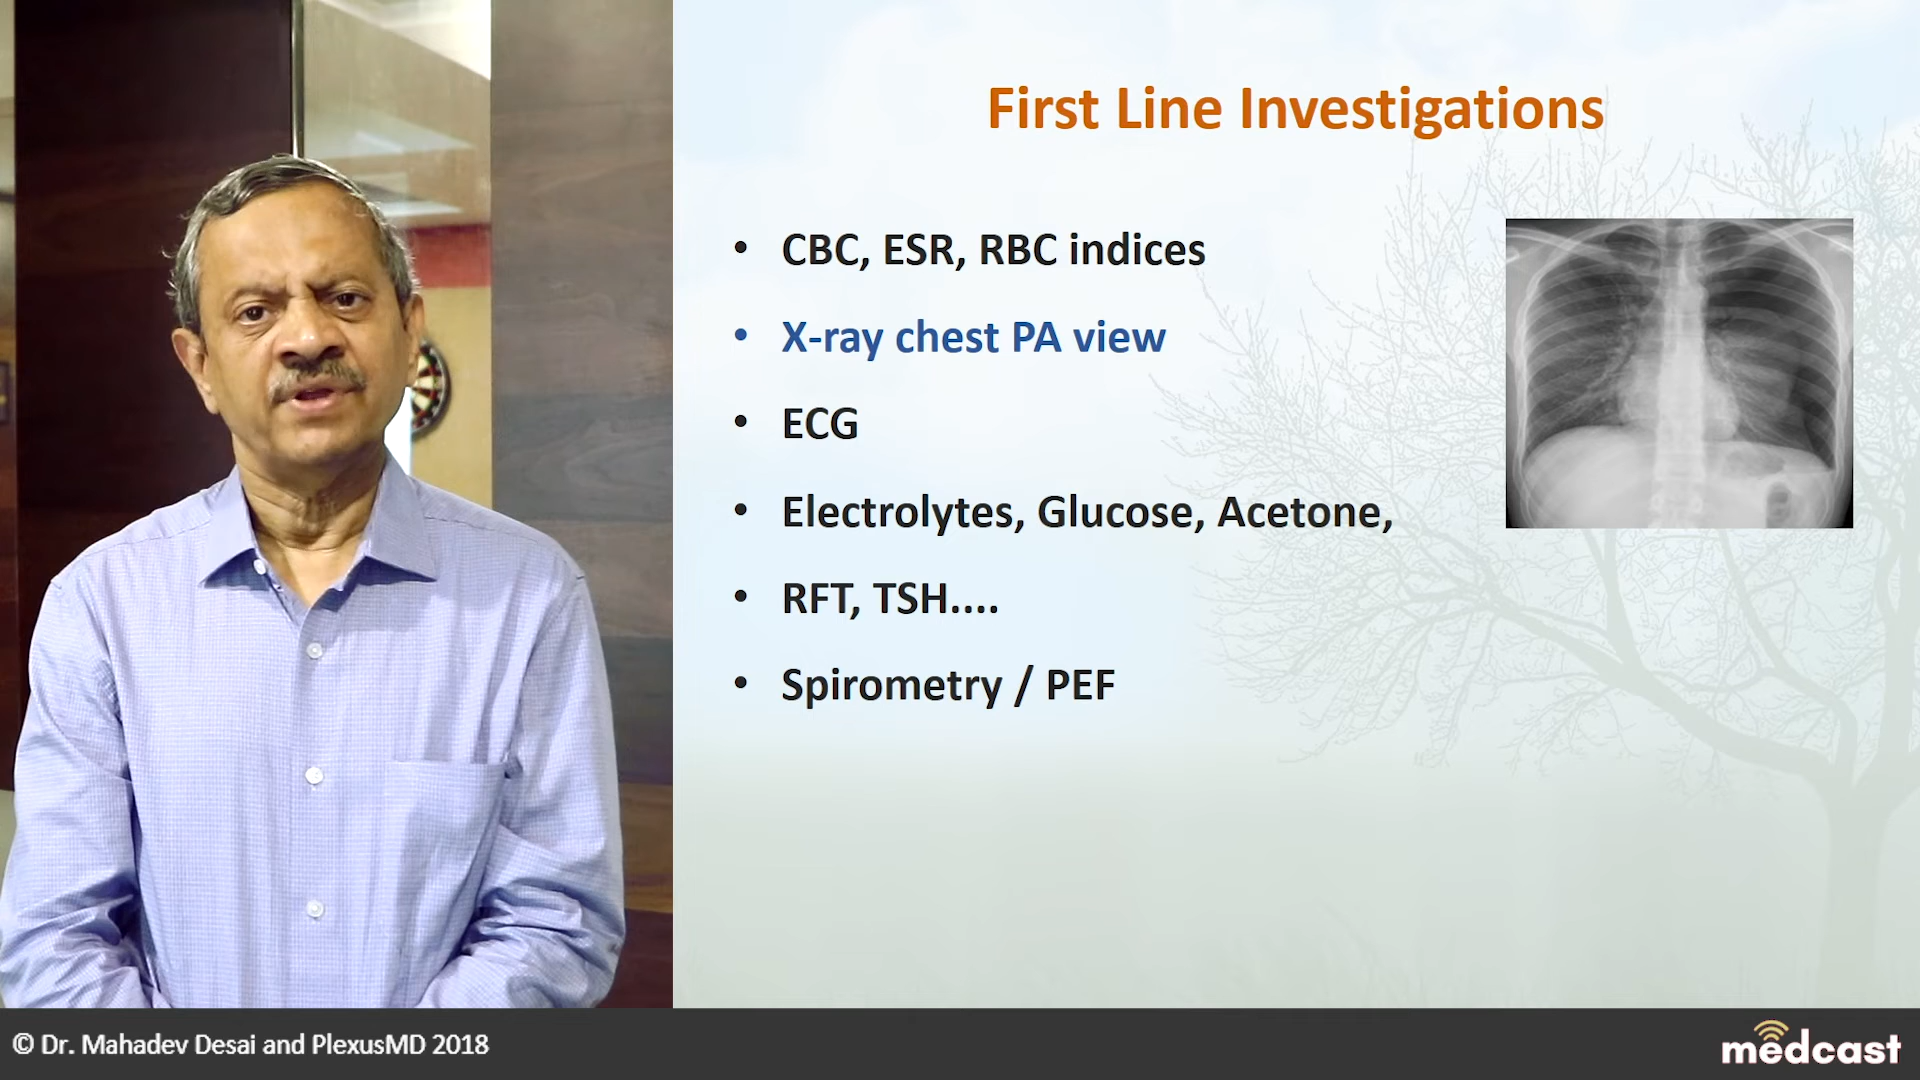 First Line Investigations
• CBC, ESR, RBC indices
• X-ray chest PA view
• ECG
• Electrolytes, Glucose, Acetone,
• RFT, TSH....
• Spirometry / PEF
© Dr. Mahadev Desai and PlexusMD 2018
medcast